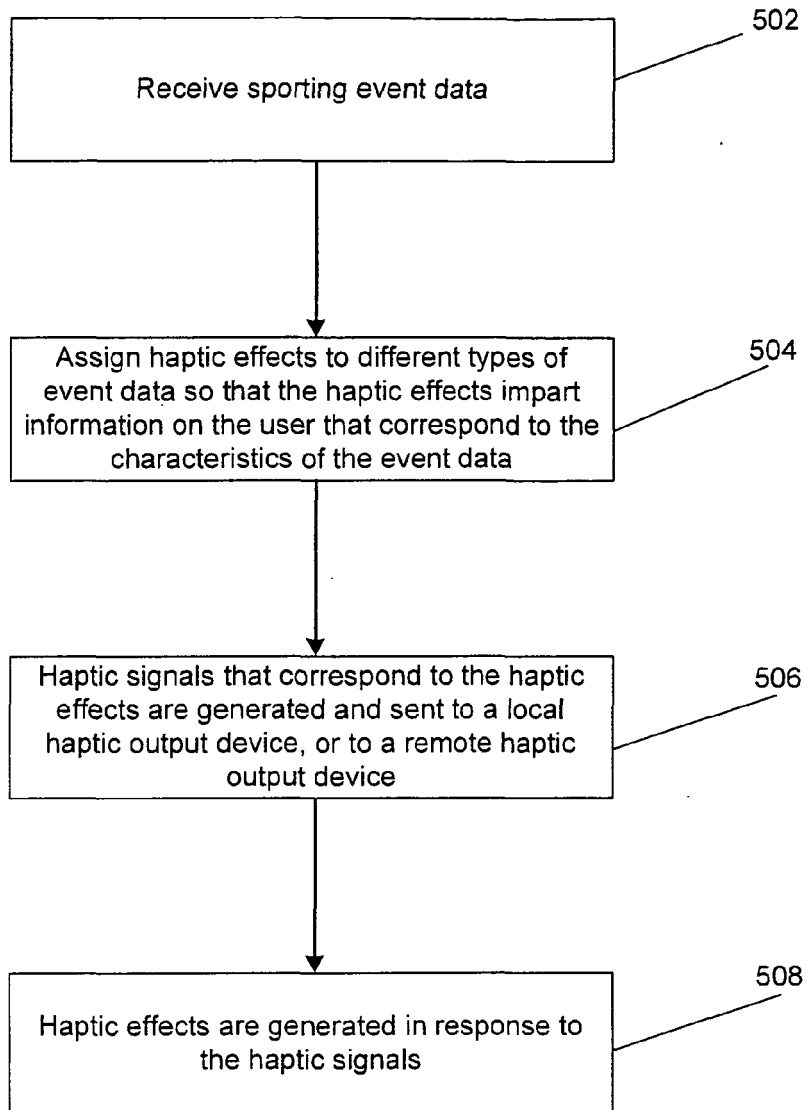 502
Receive sporting event data
504
Assign haptic effects to different types of
event data so that the haptic effects impart
information on the user that correspond to the
characteristics of the event data
506
Haptic signals that correspond to the haptic
effects are generated and sent to a local
haptic output device, or to a remote haptic
output device
508
Haptic effects are generated in response to
the haptic signals